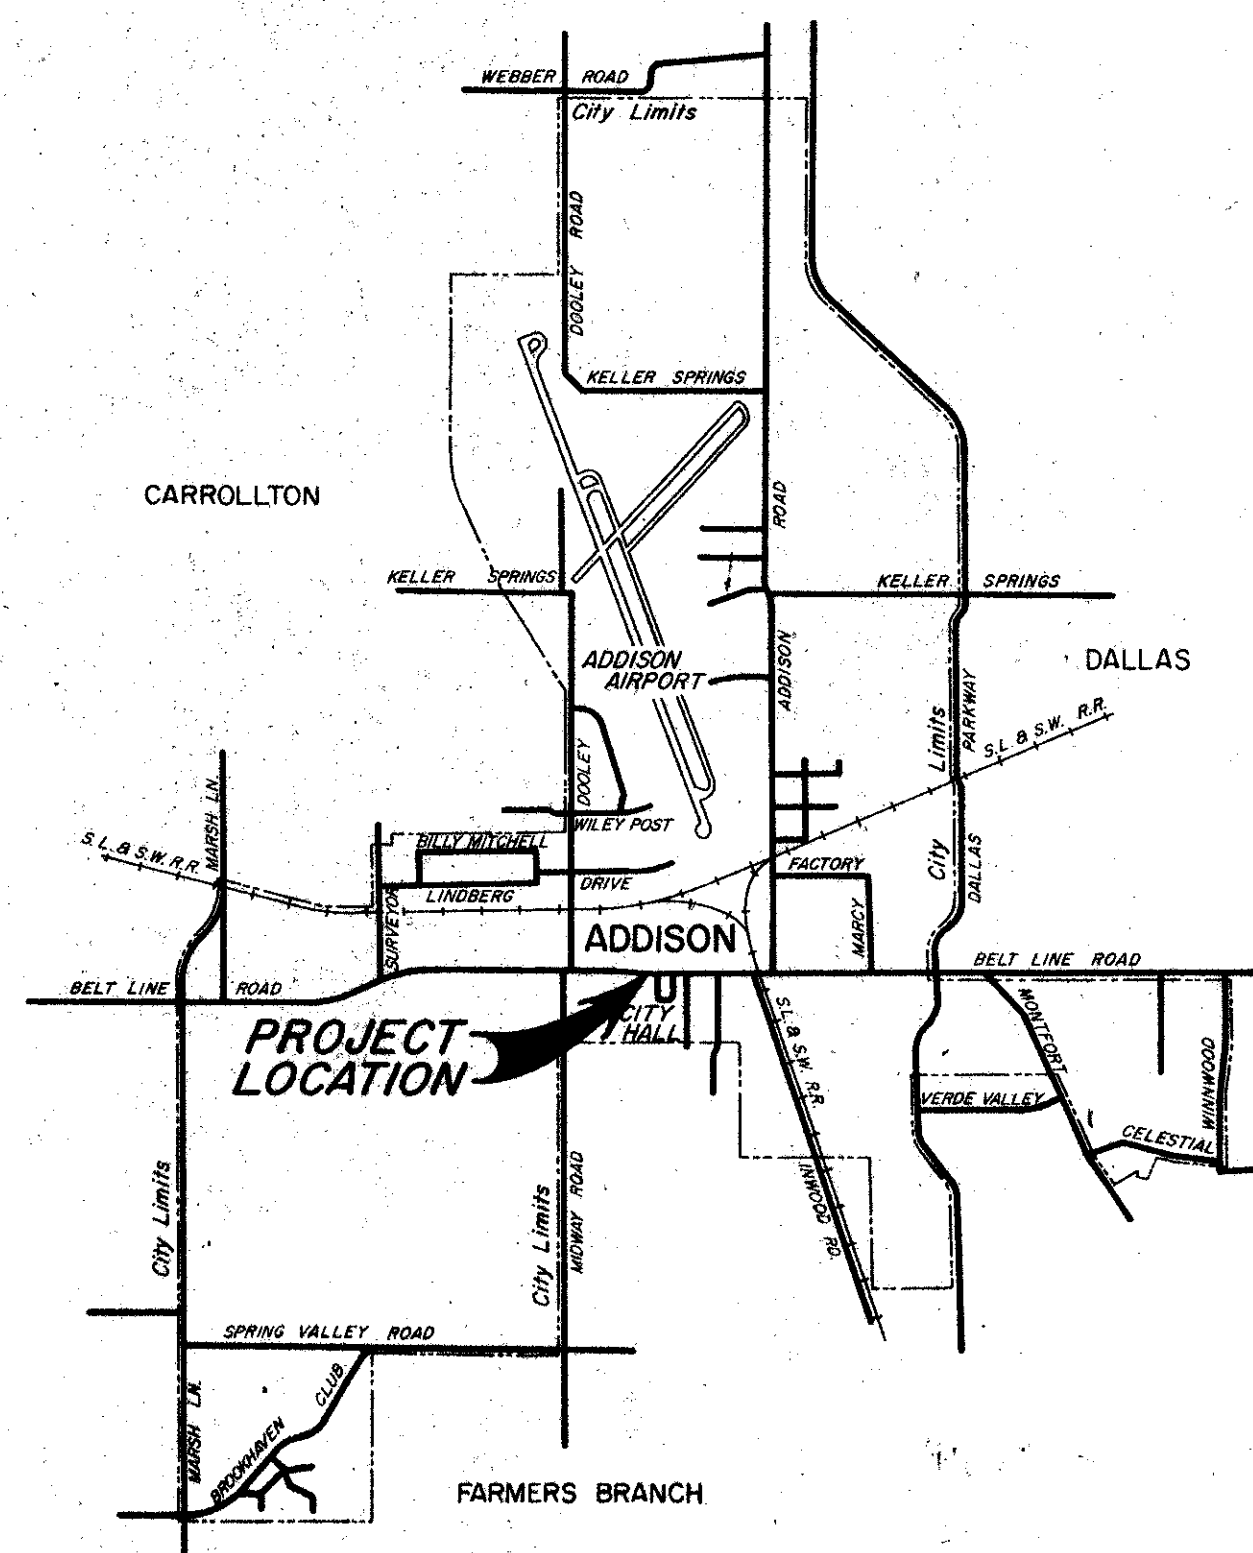 WEBBER ROAD
City Limits
DOOLEY ROAD
KELLER SPRINGS
CARROLLTON
ROAD
KELLER SPRINGS
KELLER SPRINGS
ADDISON
AIRPORT
ADDISON
DALLAS
City Limits
DALLAS PARKWAY
S.L. & S.W. R.R.
MARSH LN.
S.L. & S.W. R.R.
DOOLEY
WILEY POST
BILLY MITCHELL
LINDBERG
DRIVE
FACTORY
SURVEYOR
ADDISON
MARCY
BELT LINE ROAD
BELT LINE ROAD
PROJECT
LOCATION
CITY
HALL
S.L. & S.W. R.R.
MONTFORT
WINNWOOD
VERDE VALLEY
CELESTIAL
City Limits
City Limits
MIDWAY ROAD
INWOOD RD.
SPRING VALLEY ROAD
MARSH LN.
BROOKHAVEN CLUB
FARMERS BRANCH